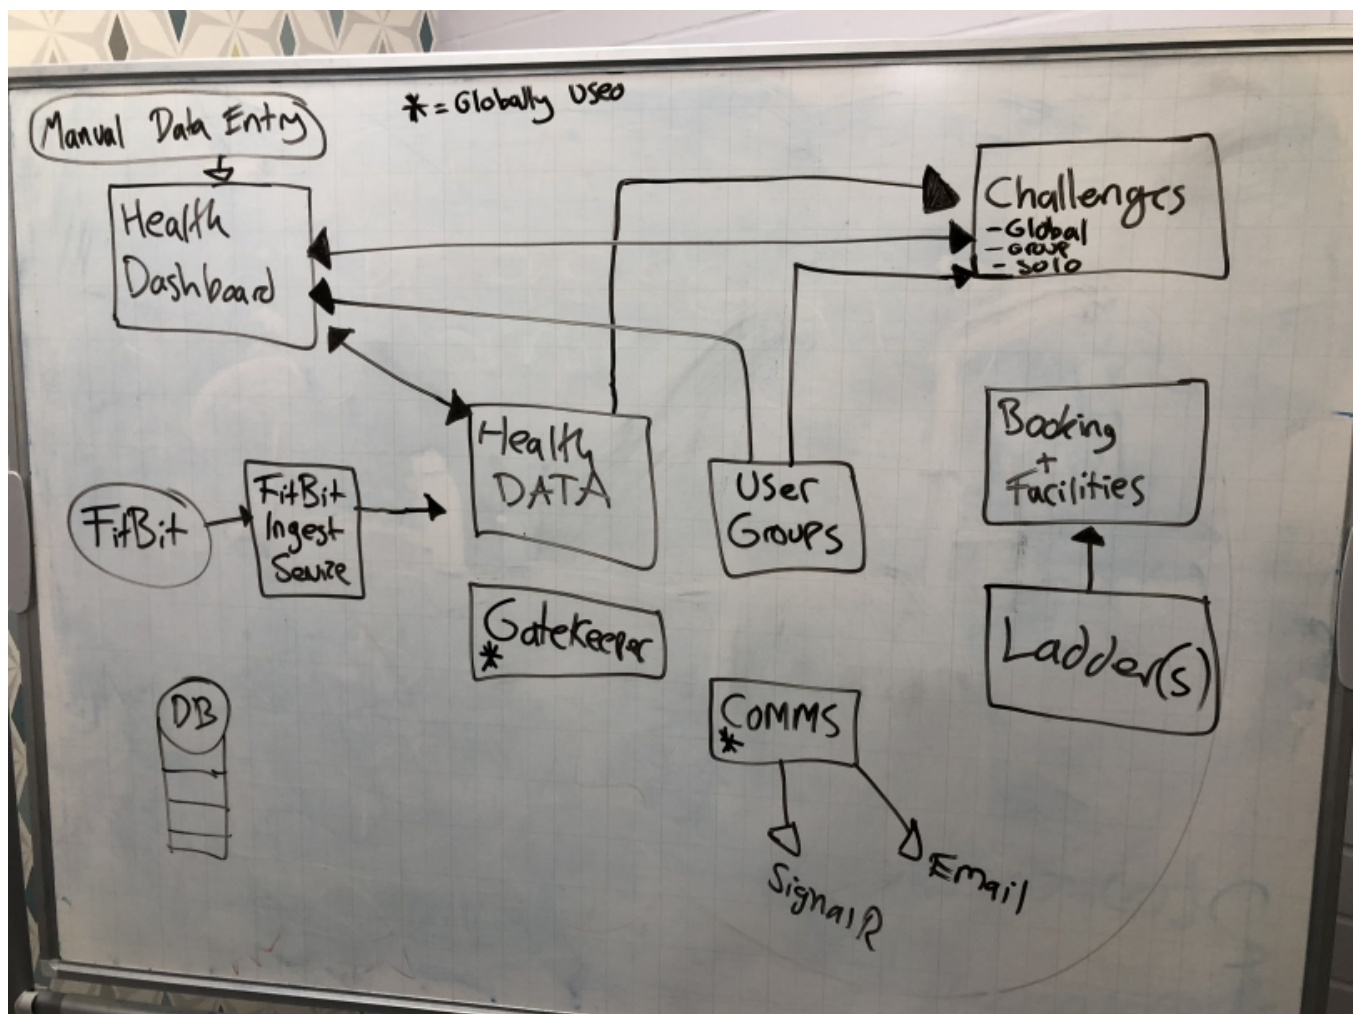 Manual Data Entry
* = Globally Used
Health
Dashboard
Challenges
- Global
- Group
- Solo
Health
DATA
User
Groups
Booking
+
Facilities
FitBit
FitBit
Ingest
Service
GateKeeper
*
Ladder(s)
DB
COMMS
*
SignalR
Email